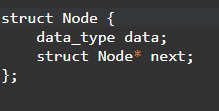 struct Node {
    data_type data;
    struct Node* next;
};